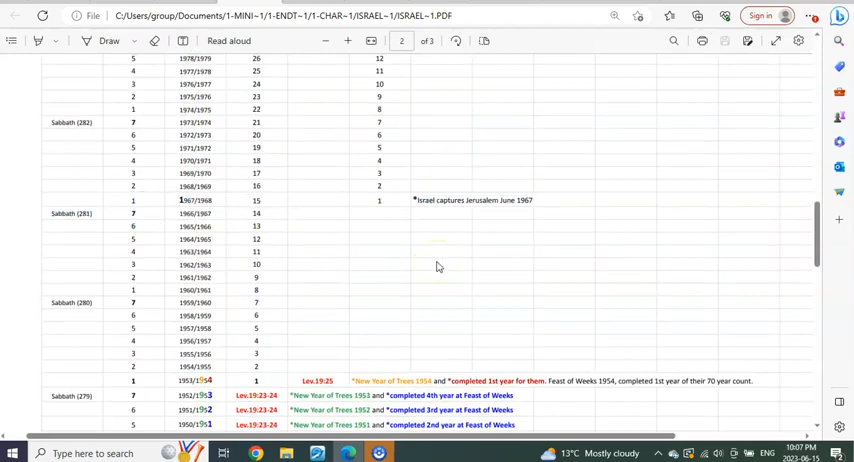 File | C:/Users/group/Documents/1-MINI~1/1-ENDT~1/1-CHAR~1/ISRAEL~1/ISRAEL~1.PDF
Sign in
Draw
Read aloud
2 of 3
5 1978/1979 26 12
4 1977/1978 25 11
3 1976/1977 24 10
2 1975/1976 23 9
1 1974/1975 22 8
Sabbath (282) 7 1973/1974 21 7
6 1972/1973 20 6
5 1971/1972 19 5
4 1970/1971 18 4
3 1969/1970 17 3
2 1968/1969 16 2
1 1967/1968 15 1 *Israel captures Jerusalem June 1967
Sabbath (281) 7 1966/1967 14
6 1965/1966 13
5 1964/1965 12
4 1963/1964 11
3 1962/1963 10
2 1961/1962 9
1 1960/1961 8
Sabbath (280) 7 1959/1960 7
6 1958/1959 6
5 1957/1958 5
4 1956/1957 4
3 1955/1956 3
2 1954/1955 2
1 1953/1954 1 Lev.19:25 *New Year of Trees 1954 and *completed 1st year for them. Feast of Weeks 1954, completed 1st year of their 70 year count.
Sabbath (279) 7 1952/1953 Lev.19:23-24 *New Year of Trees 1953 and *completed 4th year at Feast of Weeks
6 1951/1952 Lev.19:23-24 *New Year of Trees 1952 and *completed 3rd year at Feast of Weeks
5 1950/1951 Lev.19:23-24 *New Year of Trees 1951 and *completed 2nd year at Feast of Weeks
Type here to search
13°C Mostly cloudy
ENG
10:07 PM
2023-06-15